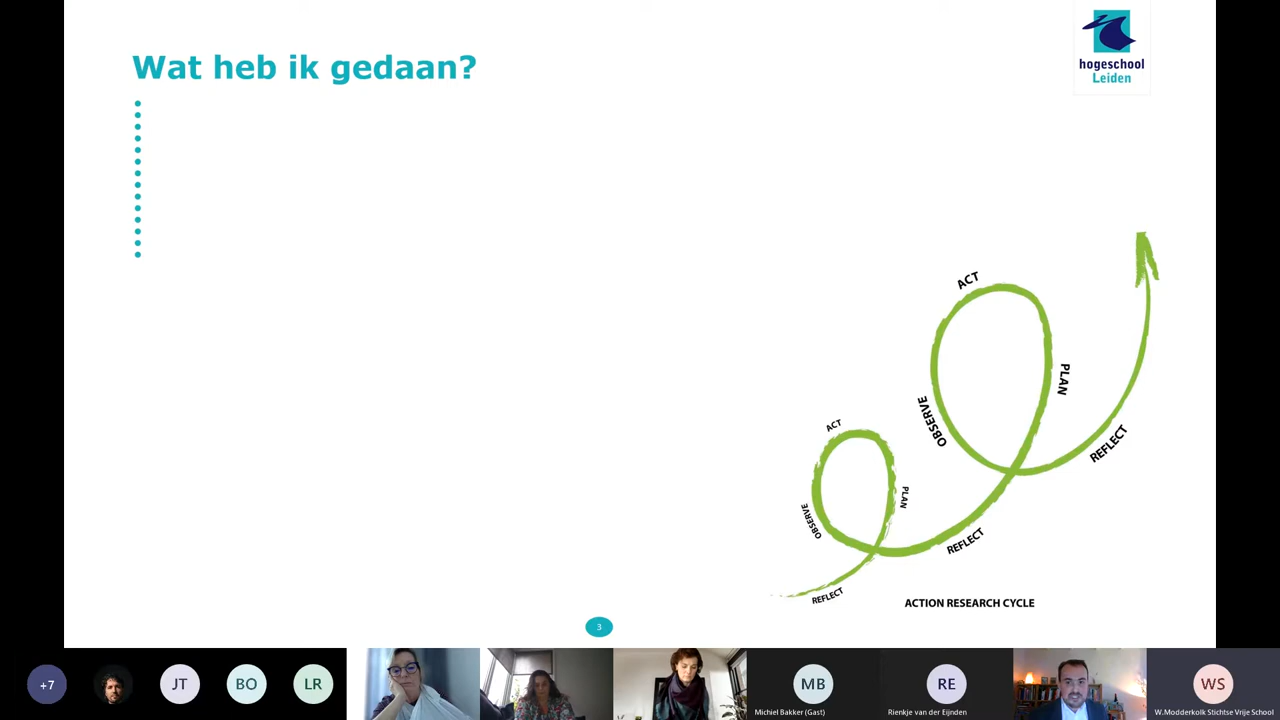 Wat heb ik gedaan?
hogeschool
Leiden
ACT
PLAN
OBSERVE
REFLECT
ACT
PLAN
OBSERVE
REFLECT
REFLECT
ACTION RESEARCH CYCLE
3
+7
JT
BO
LR
MB
RE
WS
Michiel Bakker (Gast)
Rienkje van der Eijnden
W.Modderkolk Stichtse Vrije School